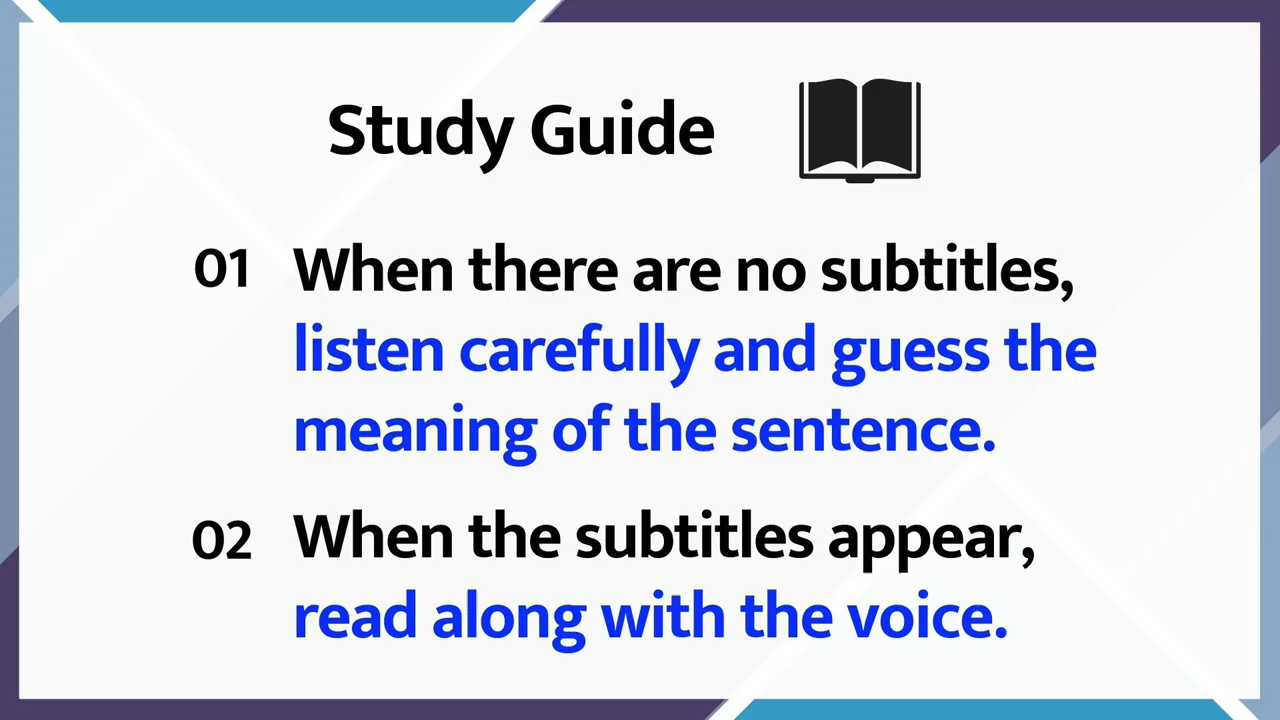 Study Guide
01 When there are no subtitles,
listen carefully and guess the
meaning of the sentence.
02 When the subtitles appear,
read along with the voice.